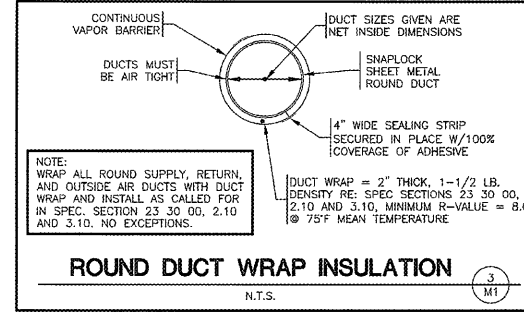 CONTINUOUS
VAPOR BARRIER
DUCT SIZES GIVEN ARE
NET INSIDE DIMENSIONS
DUCTS MUST
BE AIR TIGHT
SNAPLOCK
SHEET METAL
ROUND DUCT
4" WIDE SEALING STRIP
SECURED IN PLACE W/100%
COVERAGE OF ADHESIVE
NOTE:
WRAP ALL ROUND SUPPLY, RETURN,
AND OUTSIDE AIR DUCTS WITH DUCT
WRAP AND INSTALL AS CALLED FOR
IN SPEC. SECTION 23 30 00, 2.10
AND 3.10. NO EXCEPTIONS.
DUCT WRAP = 2" THICK, 1-1/2 LB.
DENSITY RE: SPEC SECTIONS 23 30 00,
2.10 AND 3.10, MINIMUM R-VALUE = 8.
@ 75°F MEAN TEMPERATURE
ROUND DUCT WRAP INSULATION
N.T.S.
3
M1